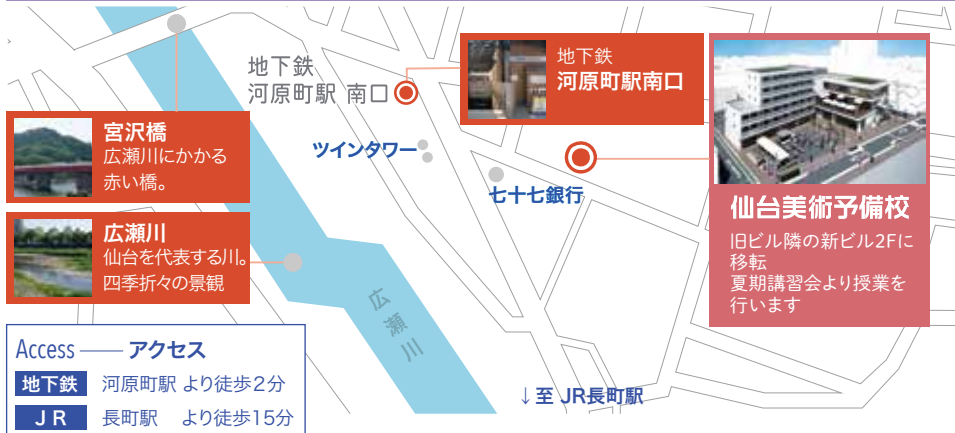 地下鉄
河原町駅 南口
地下鉄
河原町駅南口
宮沢橋
広瀬川にかかる
赤い橋。
ツインタワー
七十七銀行
仙台美術予備校
旧ビル隣の新ビル2Fに
移転
夏期講習会より授業を
行います
広瀬川
仙台を代表する川。
四季折々の景観
広瀬川
Access アクセス
地下鉄 河原町駅 より徒歩2分
JR 長町駅 より徒歩15分
↓至 JR長町駅